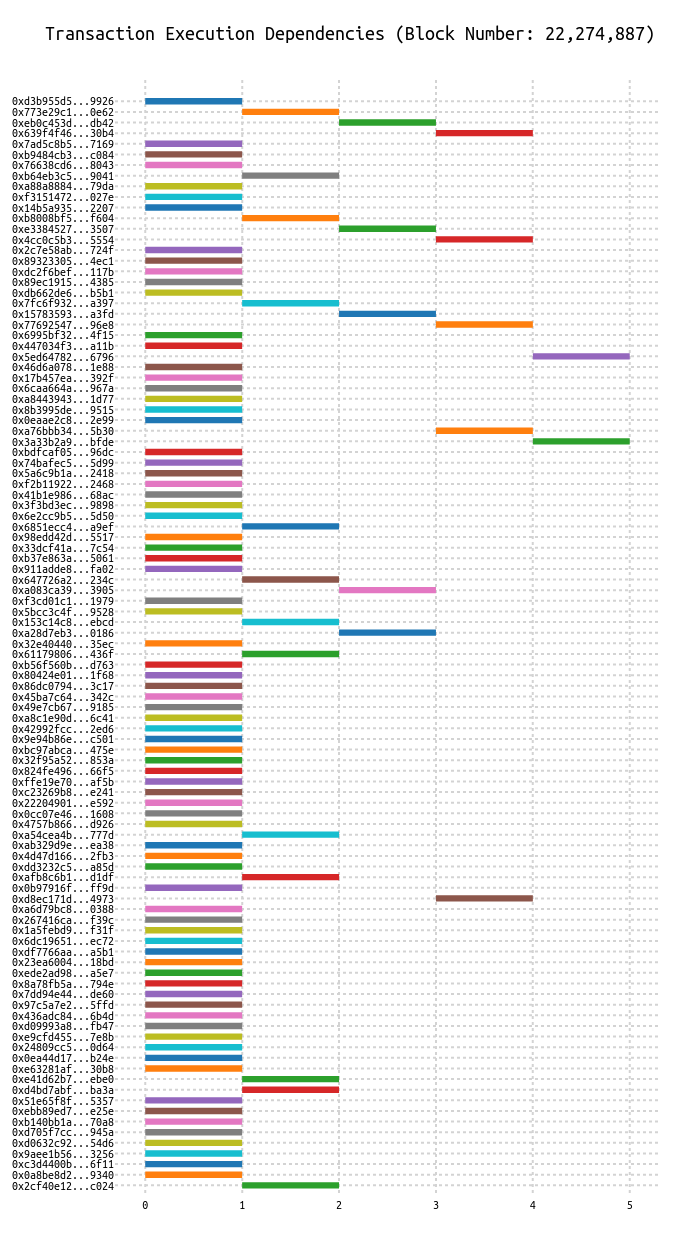 Transaction Execution Dependencies (Block Number: 22,274,887)
0xd3b955d5...9926
0x773e29c1...0e62
0xeb0c453d...db42
0x639f4f46...30b4
0x7ad5c8b5...7169
0xb9484cb3...c084
0x76638cd6...8043
0xb64eb3c5...9041
0xa88a8884...79da
0xf3151472...027e
0x14b5a935...2207
0xb8008bf5...f604
0xe3384527...3507
0x4cc0c5b3...5554
0x2c7e58ab...724f
0x89323305...4ec1
0xdc2f6bef...117b
0x89ec1915...4385
0xdb662de6...b5b1
0x7fc6f932...a397
0x15783593...a3fd
0x77692547...96e8
0x6995bf32...4f15
0x447034f3...a11b
0x5ed64782...6796
0x46d6a078...1e88
0x17b457ea...392f
0x6caa664a...967a
0xa8443943...1d77
0x8b3995de...9515
0x0eaae2c8...2e99
0xa76bbb34...5b30
0x3a33b2a9...bfde
0xbdfcaf05...96dc
0x74bafec5...5d99
0x5a6c9b1a...2418
0xf2b11922...2468
0x41b1e986...68ac
0x3f3bd3ec...9898
0x6e2cc9b5...5d50
0x6851ecc4...a9ef
0x98edd42d...5517
0x33dcf41a...7c54
0xb37e863a...5061
0x911adde8...fa02
0x647726a2...234c
0xa083ca39...3905
0xf3cd01c1...1979
0x5bcc3c4f...9528
0x153c14c8...ebcd
0xa28d7eb3...0186
0x32e40440...35ec
0x61179806...436f
0xb56f560b...d763
0x80424e01...1f68
0x86dc0794...3c17
0x45ba7c64...342c
0x49e7cb67...9185
0xa8c1e90d...6c41
0x42992fcc...2ed6
0x9e94b86e...c501
0xbc97abca...475e
0x32f95a52...853a
0x824fe496...66f5
0xffe19e70...af5b
0xc23269b8...e241
0x22204901...e592
0x0cc07e46...1608
0x4757b866...d926
0xa54cea4b...777d
0xab329d9e...ea38
0x4d47d166...2fb3
0xdd3232c5...a85d
0xafb8c6b1...d1df
0x0b97916f...ff9d
0xd8ec171d...4973
0xa6d79bc8...0388
0x267416ca...f39c
0x1a5febd9...f31f
0x6dc19651...ec72
0xdf7766aa...a5b1
0x23ea6004...18bd
0xede2ad98...a5e7
0x8a78fb5a...794e
0x7dd94e44...de60
0x97c5a7e2...5ffd
0x436adc84...6b4d
0xd09993a8...fb47
0xe9cfd455...7e8b
0x24809cc5...0d64
0x0ea44d17...b24e
0xe63281af...30b8
0xe41d62b7...ebe0
0xd4bd7abf...ba3a
0x51e65f8f...5357
0xebb89ed7...e25e
0xb140bb1a...70a8
0xd705f7cc...945a
0xd0632c92...54d6
0x9aee1b56...3256
0xc3d4400b...6f11
0x0a8be8d2...9340
0x2cf40e12...c024
0 1 2 3 4 5